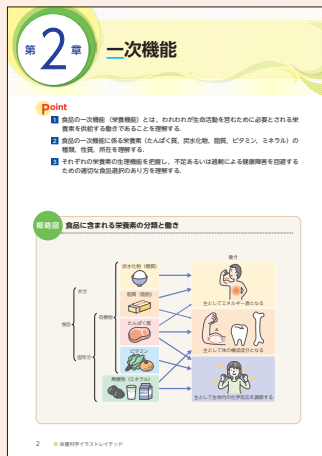 第2章 一次機能
Point
1 食品の一次機能（栄養機能）とは，われわれが生命活動を営むために必要とされる栄
養素を供給する働きであることを理解する．
2 食品の一次機能に係る栄養素（たんぱく質，炭水化物，脂質，ビタミン，ミネラル）の
種類，性質，所在を理解する．
3 それぞれの栄養素の生理機能を把握し，不足あるいは過剰による健康障害を回避する
ための適切な食品選択のあり方を理解する．
概略図 食品に含まれる栄養素の分類と働き
働き
炭水化物（糖質）
主としてエネルギー源となる
水分
脂質（脂肪）
有機物
たんぱく質
食品
主として体の構成成分となる
ビタミン
固形分
無機物（ミネラル）
主として生体内の化学反応を調節する
2 栄養科学イラストレイテッド